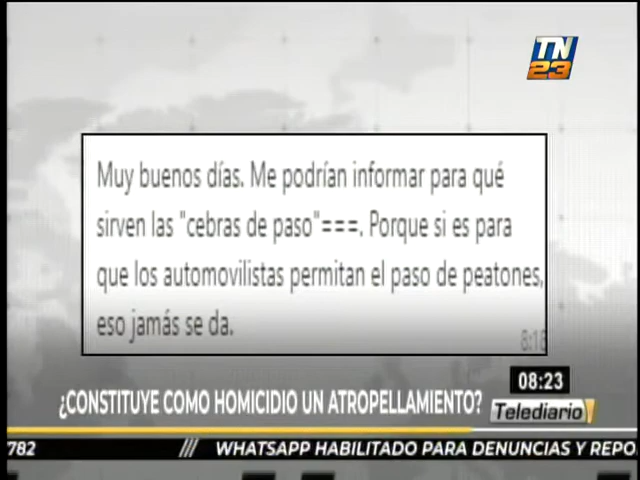 TN
23
Muy buenos días. Me podrían informar para qué
sirven las "cebras de paso"===. Porque si es para
que los automovilistas permitan el paso de peatones,
eso jamás se da.
8:18
08:23
¿CONSTITUYE COMO HOMICIDIO UN ATROPELLAMIENTO?
Telediario
782 /// WHATSAPP HABILITADO PARA DENUNCIAS Y REPO